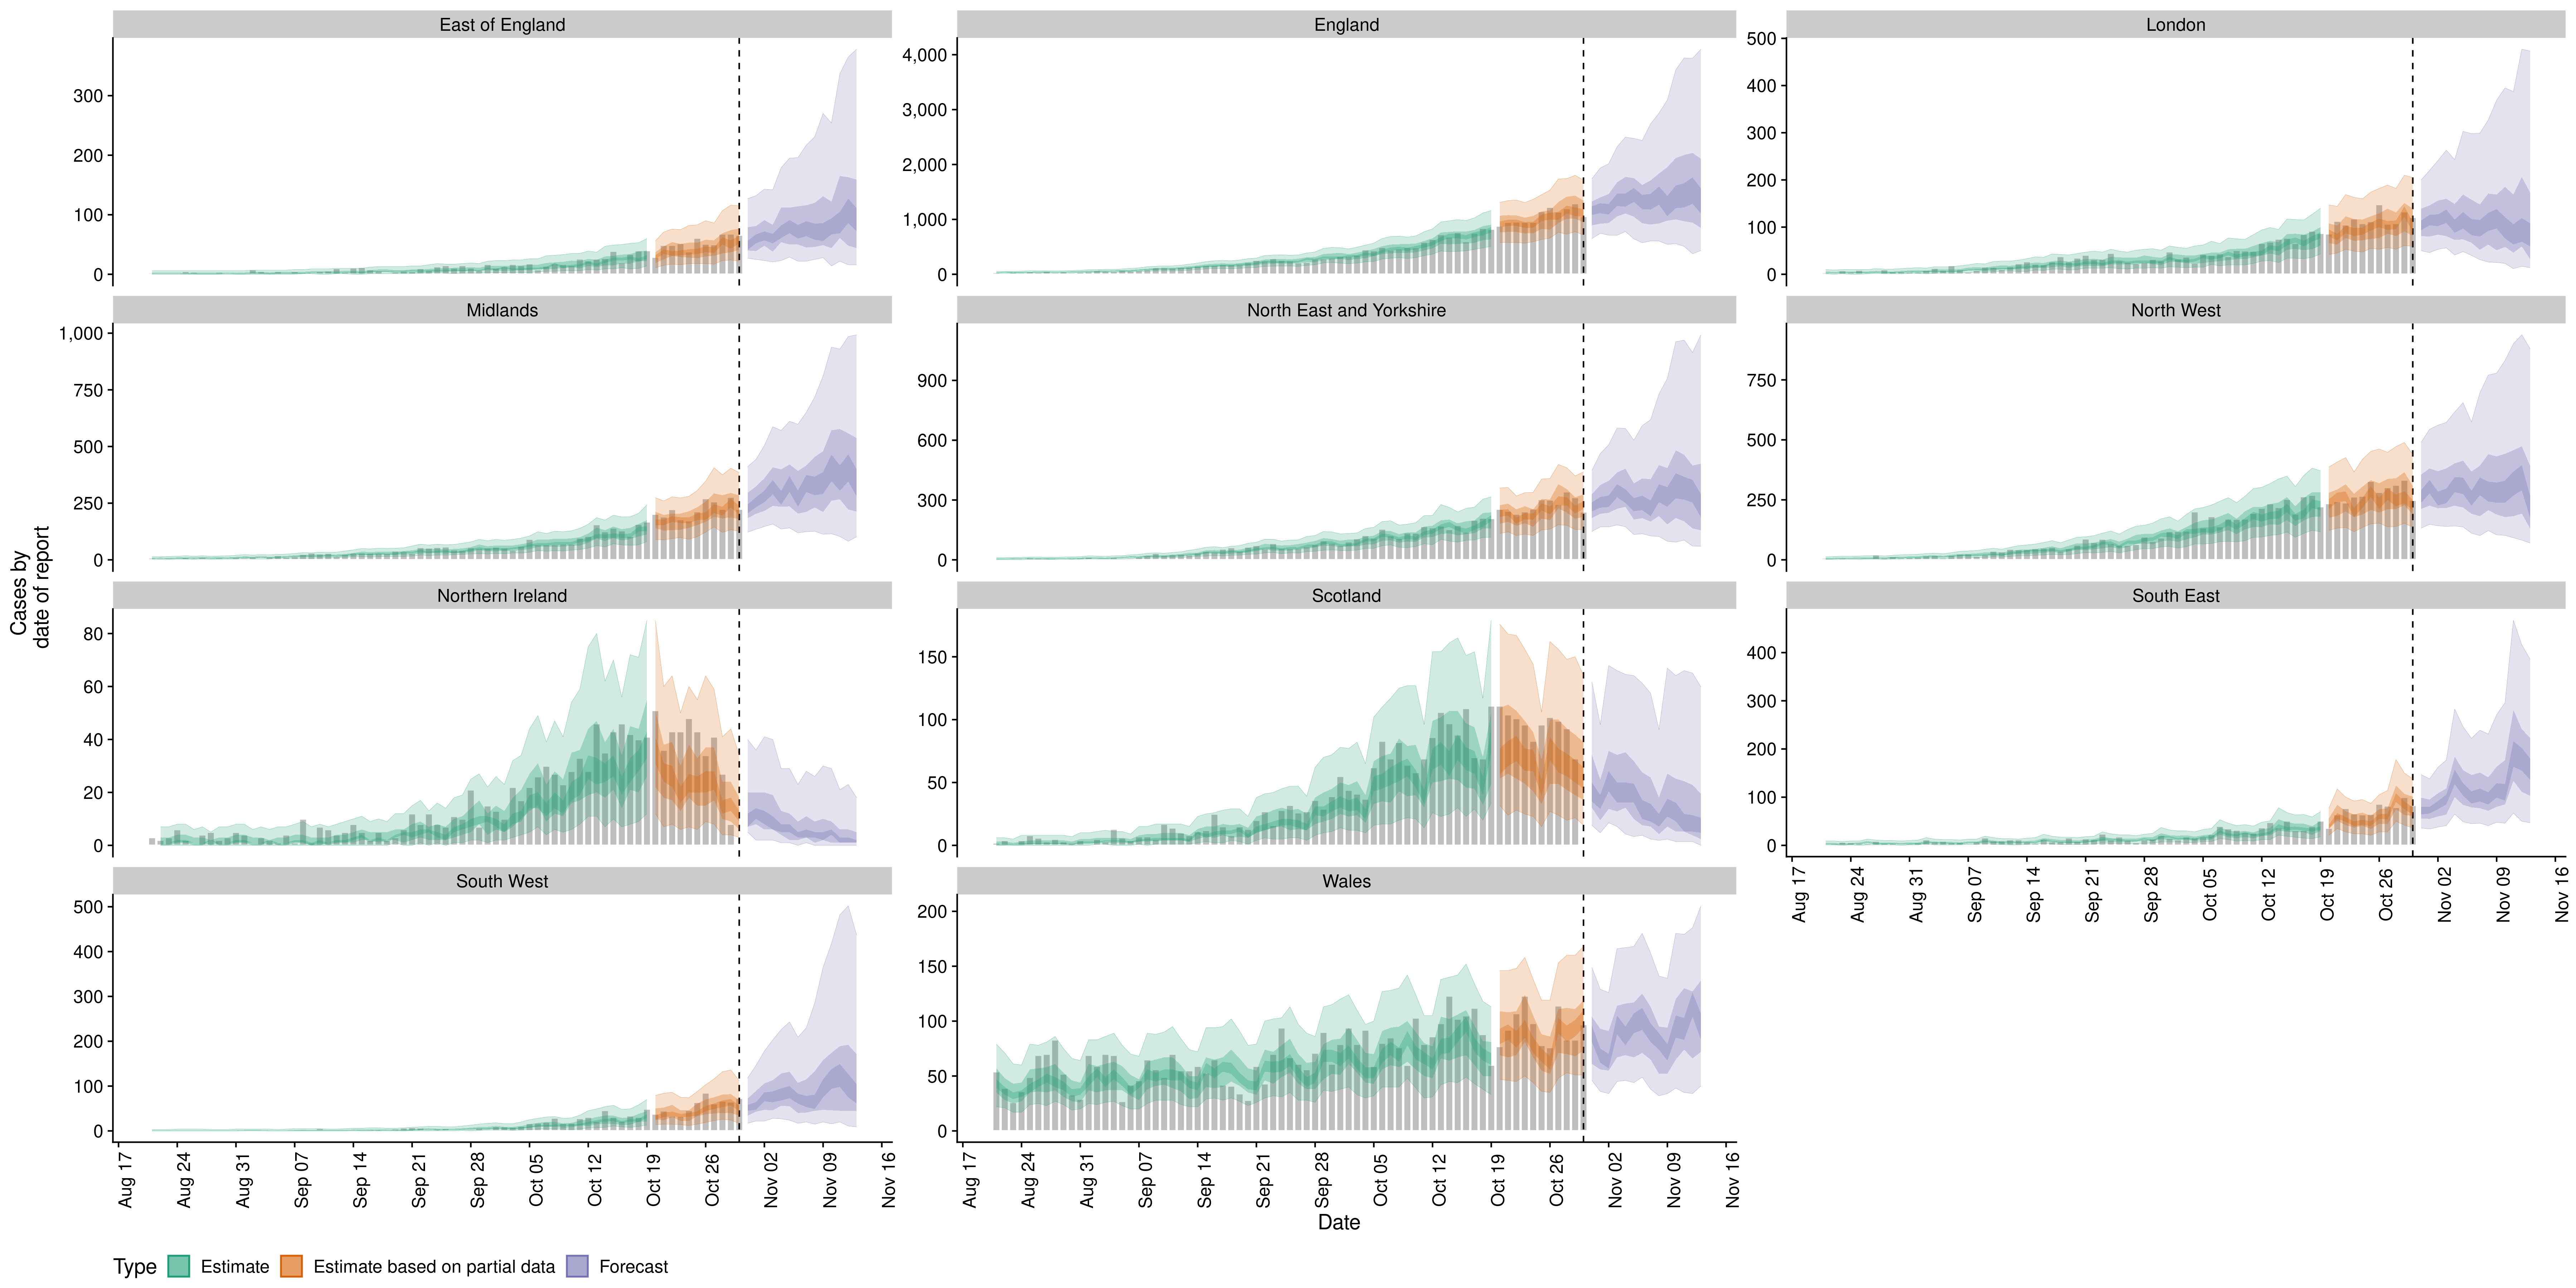 East of England
England
London
300
200
100
0
4,000
3,000
2,000
1,000
0
500
400
300
200
100
0
Midlands
North East and Yorkshire
North West
1,000
750
500
250
0
900
600
300
0
750
500
250
0
Cases by
date of report
Northern Ireland
Scotland
South East
80
60
40
20
0
150
100
50
0
400
300
200
100
0
Aug 17
Aug 24
Aug 31
Sep 07
Sep 14
Sep 21
Sep 28
Oct 05
Oct 12
Oct 19
Oct 26
Nov 02
Nov 09
Nov 16
South West
Wales
500
400
300
200
100
0
200
150
100
50
0
Aug 17
Aug 24
Aug 31
Sep 07
Sep 14
Sep 21
Sep 28
Oct 05
Oct 12
Oct 19
Oct 26
Nov 02
Nov 09
Nov 16
Aug 17
Aug 24
Aug 31
Sep 07
Sep 14
Sep 21
Sep 28
Oct 05
Oct 12
Oct 19
Oct 26
Nov 02
Nov 09
Nov 16
Date
Type Estimate Estimate based on partial data Forecast